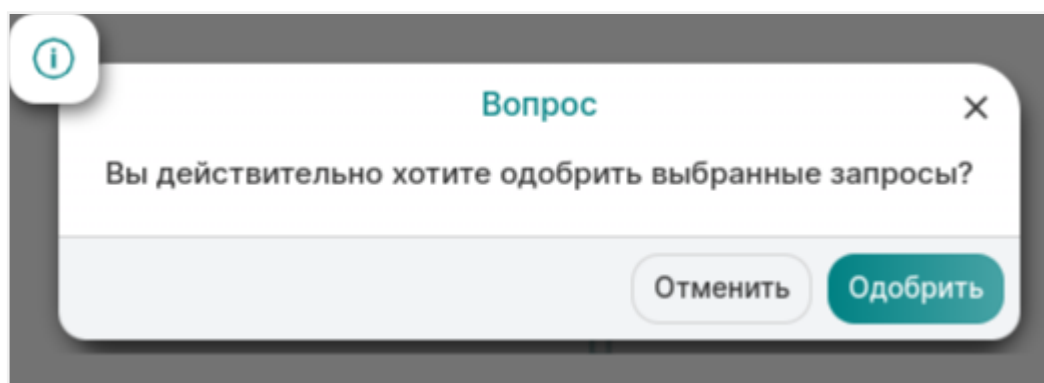 Вопрос
Вы действительно хотите одобрить выбранные запросы?
Отменить
Одобрить